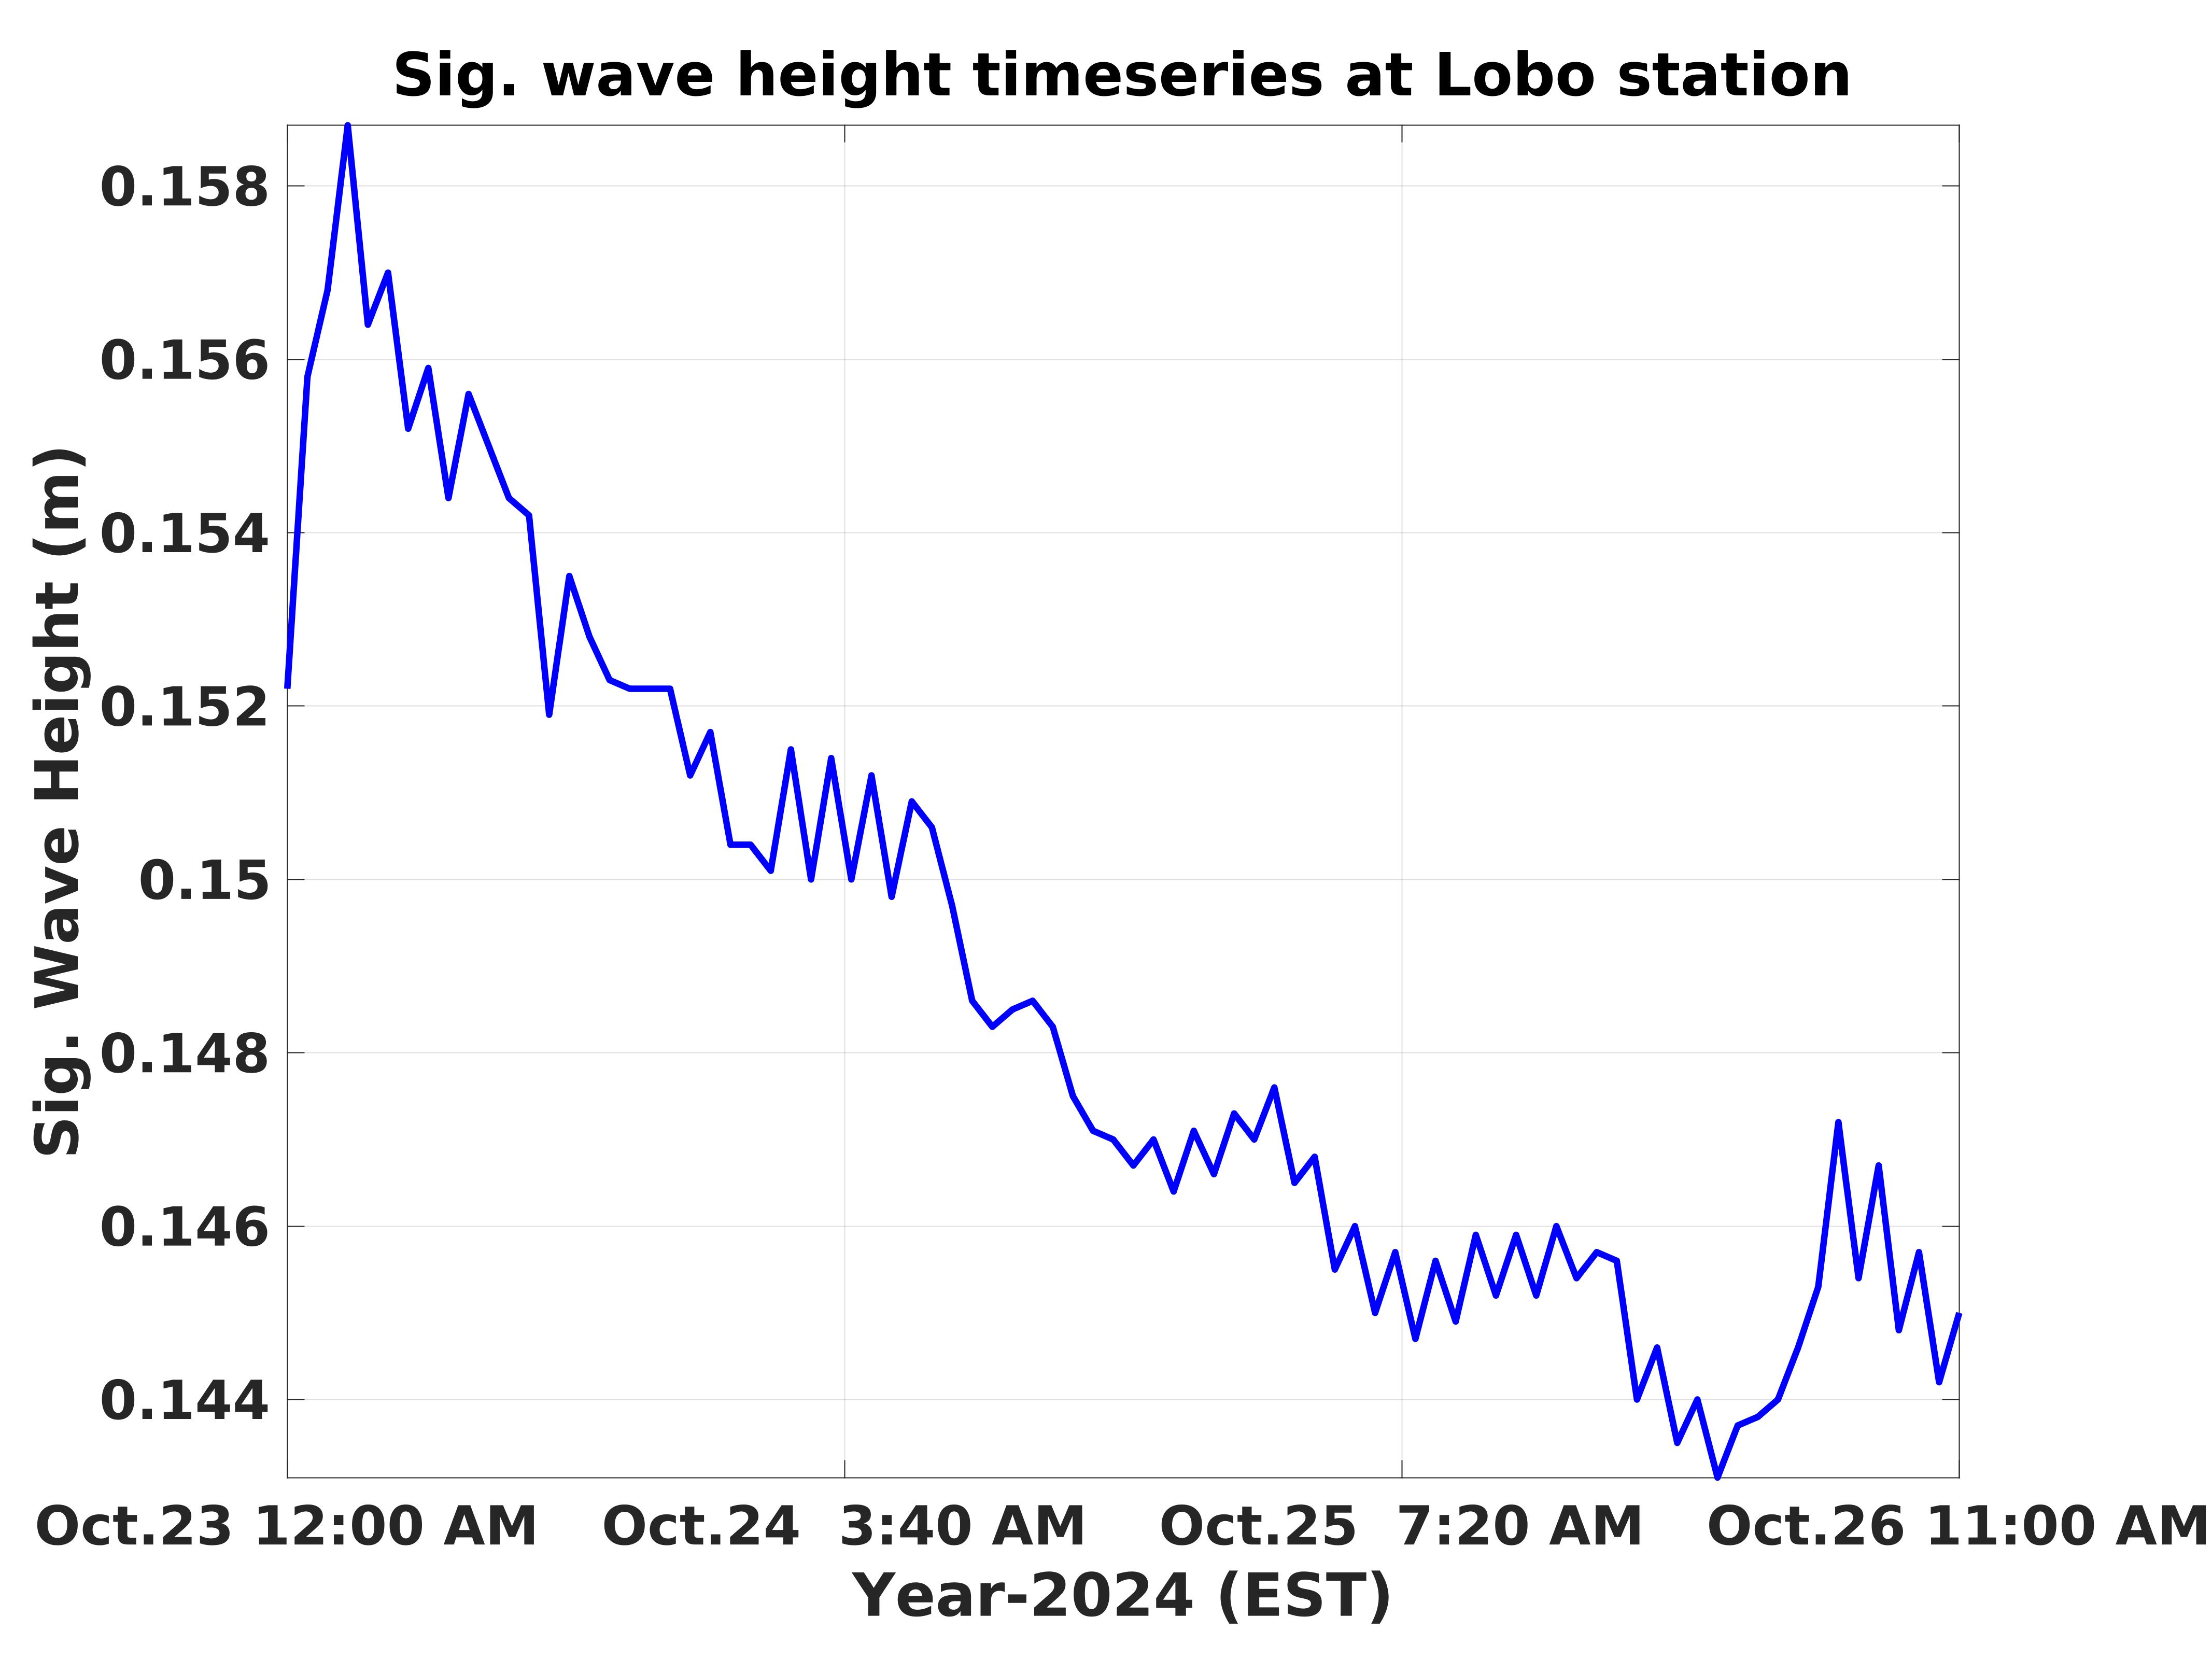 Sig. wave height timeseries at Lobo station
Sig. Wave Height (m)
0.158
0.156
0.154
0.152
0.15
0.148
0.146
0.144
Oct.23 12:00 AM Oct.24 3:40 AM Oct.25 7:20 AM Oct.26 11:00 AM
Year-2024 (EST)